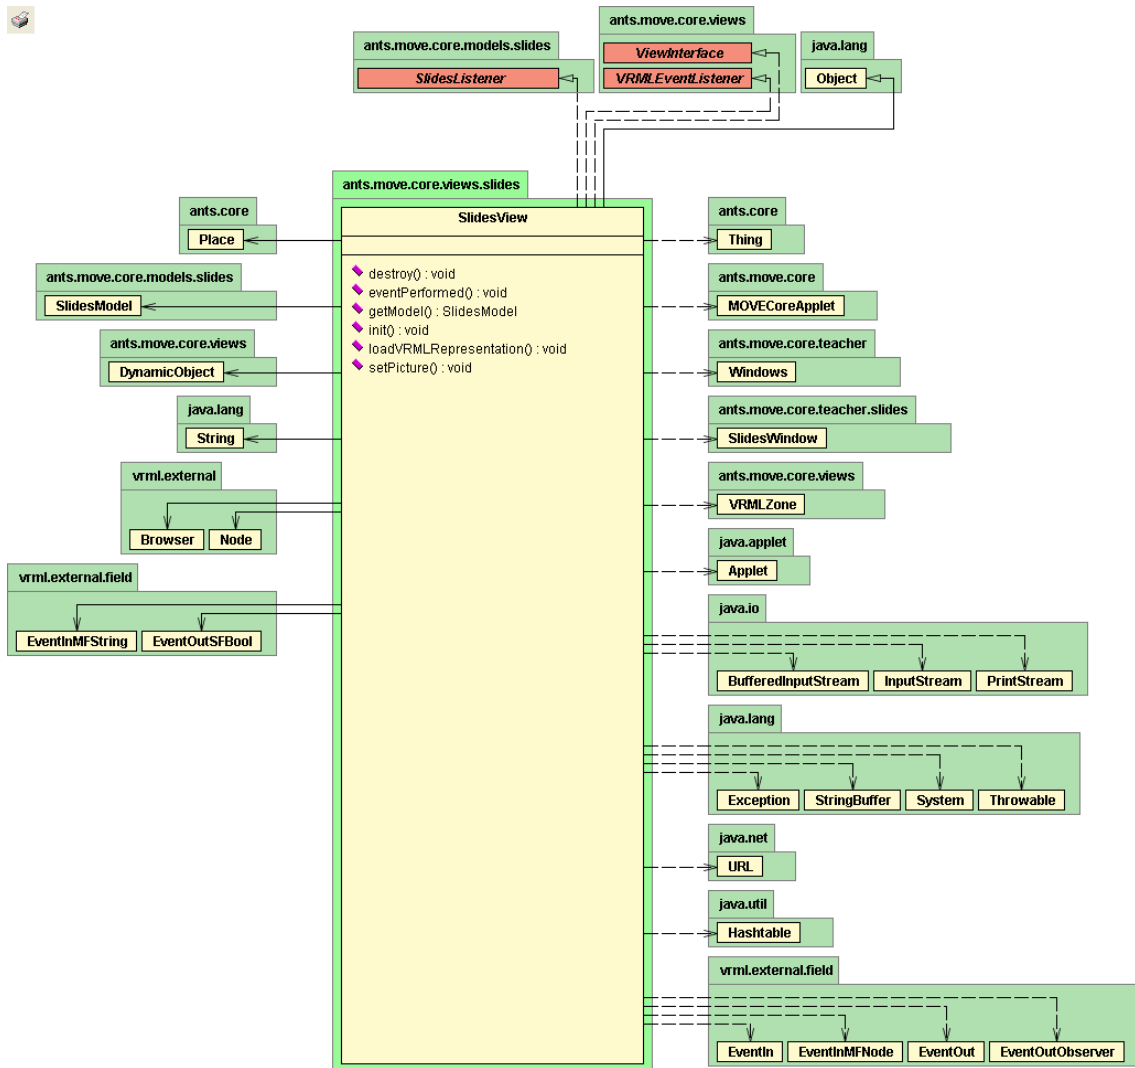 ants.move.core.views
ViewInterface
VRMLEventListener
ants.move.core.models.slides
SlidesListener
java.lang
Object
ants.move.core.views.slides
SlidesView
destroy() : void
eventPerformed() : void
getModel() : SlidesModel
init() : void
loadVRMLRepresentation() : void
setPicture() : void
ants.core
Place
ants.move.core.models.slides
SlidesModel
ants.move.core.views
DynamicObject
java.lang
String
vrml.external
Browser Node
vrml.external.field
EventInMFString EventOutSFBool
ants.core
Thing
ants.move.core
MOVECoreApplet
ants.move.core.teacher
Windows
ants.move.core.teacher.slides
SlidesWindow
ants.move.core.views
VRMLZone
java.applet
Applet
java.io
BufferedInputStream InputStream PrintStream
java.lang
Exception StringBuffer System Throwable
java.net
URL
java.util
Hashtable
vrml.external.field
EventIn EventInMFNode EventOut EventOutObserver